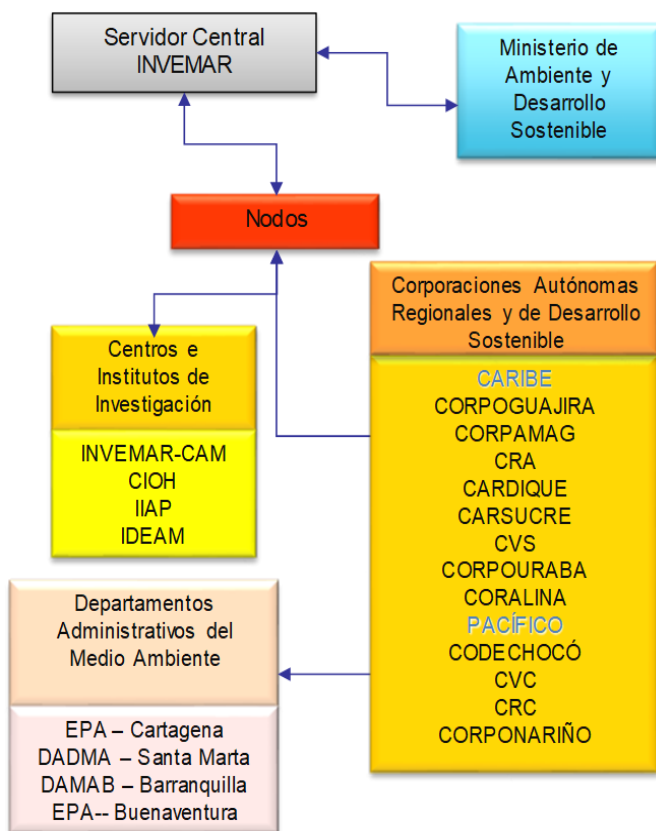 Servidor Central
INVEMAR
Ministerio de
Ambiente y
Desarrollo
Sostenible
Nodos
Corporaciones Autónomas
Regionales y de Desarrollo
Sostenible
CARIBE
CORPOGUAJIRA
CORPAMAG
CRA
CARDIQUE
CARSUCRE
CVS
CORPOURABA
CORALINA
PACÍFICO
CODECHOCÓ
CVC
CRC
CORPONARIÑO
Centros e
Institutos de
Investigación
INVEMAR-CAM
CIOH
IIAP
IDEAM
Departamentos
Administrativos del
Medio Ambiente
EPA – Cartagena
DADMA – Santa Marta
DAMAB – Barranquilla
EPA-- Buenaventura